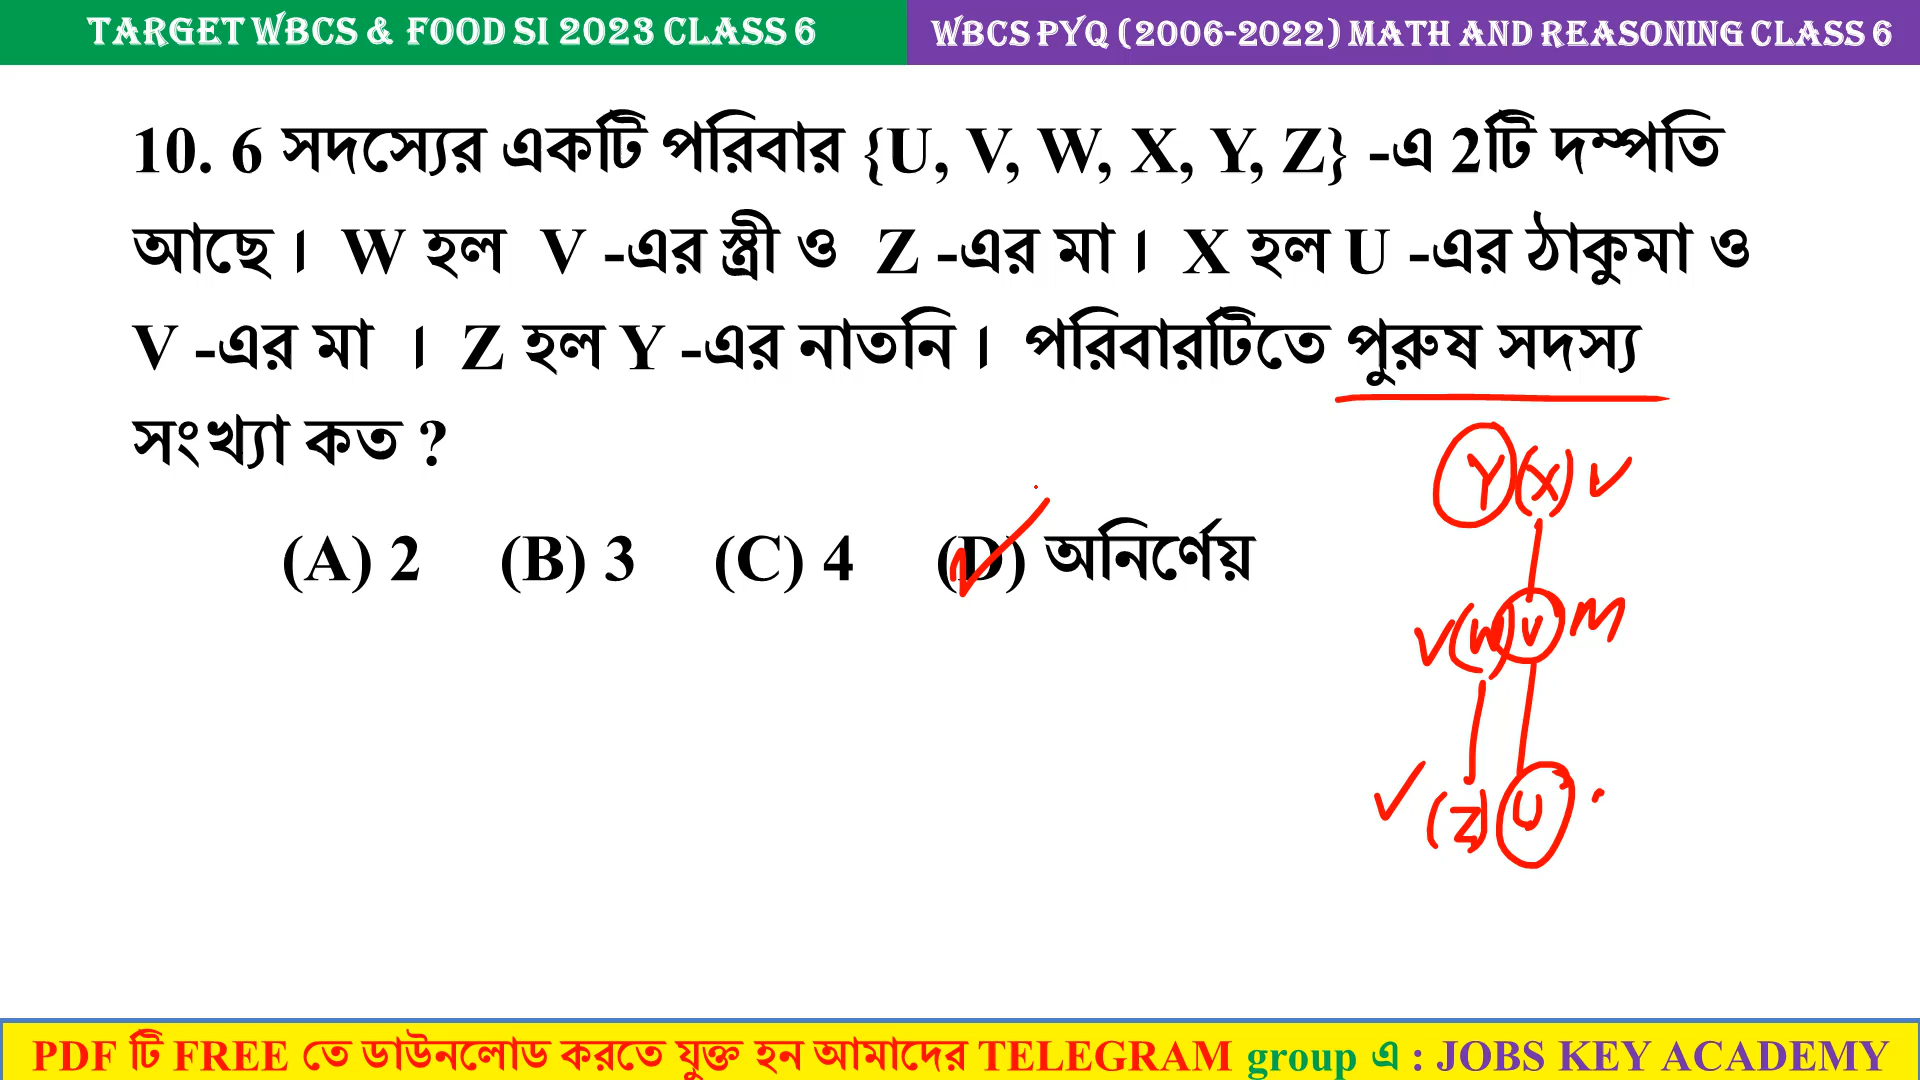 TARGET WBCS & FOOD SI 2023 CLASS 6
WBCS PYQ (2006-2022) MATH AND REASONING CLASS 6
10. 6 সদস্যের একটি পরিবার {U, V, W, X, Y, Z} -এ 2টি দম্পতি
আছে। W হল V -এর স্ত্রী ও Z -এর মা। X হল U -এর ঠাকুমা ও
V -এর মা । Z হল Y -এর নাতনি। পরিবারটিতে পুরুষ সদস্য
সংখ্যা কত ?
(A) 2 (B) 3 (C) 4 (D) অনির্ণেয়
Y (X)
(W) V M
(Z) U
PDF টি FREE তে ডাউনলোড করতে যুক্ত হন আমাদের TELEGRAM group এ : JOBS KEY ACADEMY